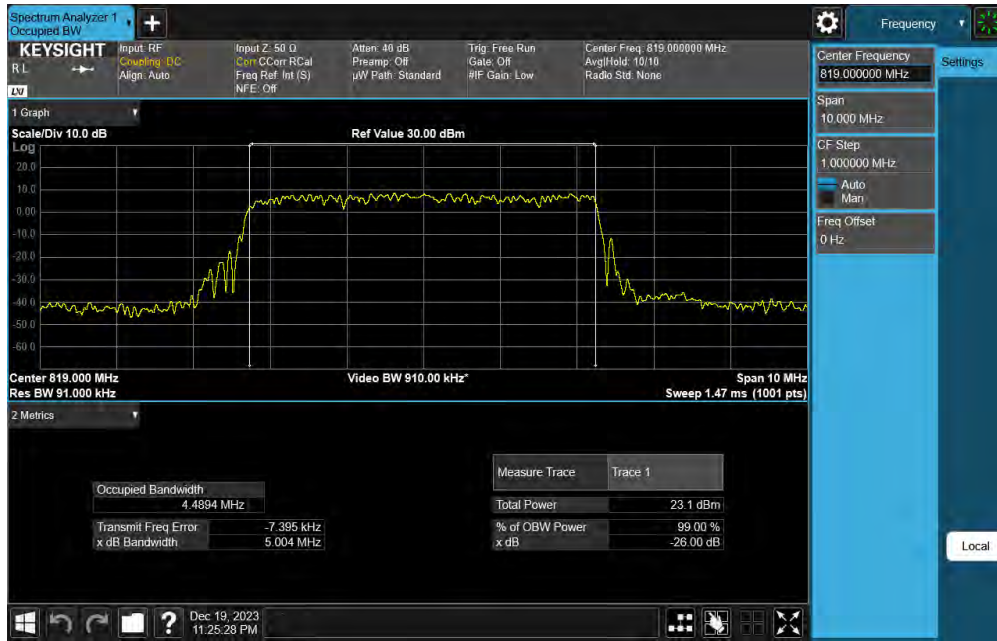 Spectrum Analyzer 1
Occupied BW
Frequency
KEYSIGHT
Input: RF
Coupling: DC
Align: Auto
Input Z: 50 Ω
Corr CCorr RCal
Freq Ref: Int (S)
NFE: Off
Atten: 40 dB
Preamp: Off
µW Path: Standard
Trig: Free Run
Gate: Off
#IF Gain: Low
Center Freq: 819.000000 MHz
Avg|Hold: 10/10
Radio Std: None
R L
LXI
Center Frequency
819.000000 MHz
Settings
Span
10.000 MHz
CF Step
1.000000 MHz
Auto
Man
Freq Offset
0 Hz
1 Graph
Scale/Div 10.0 dB
Ref Value 30.00 dBm
Log
20.0
10.0
0.00
-10.0
-20.0
-30.0
-40.0
-50.0
-60.0
Center 819.000 MHz
Video BW 910.00 kHz*
Span 10 MHz
Res BW 91.000 kHz
Sweep 1.47 ms (1001 pts)
2 Metrics
Measure Trace
Trace 1
Occupied Bandwidth
4.4894 MHz
Total Power
23.1 dBm
Transmit Freq Error
-7.395 kHz
% of OBW Power
99.00 %
x dB Bandwidth
5.004 MHz
x dB
-26.00 dB
Local
?
Dec 19, 2023
11:25:28 PM